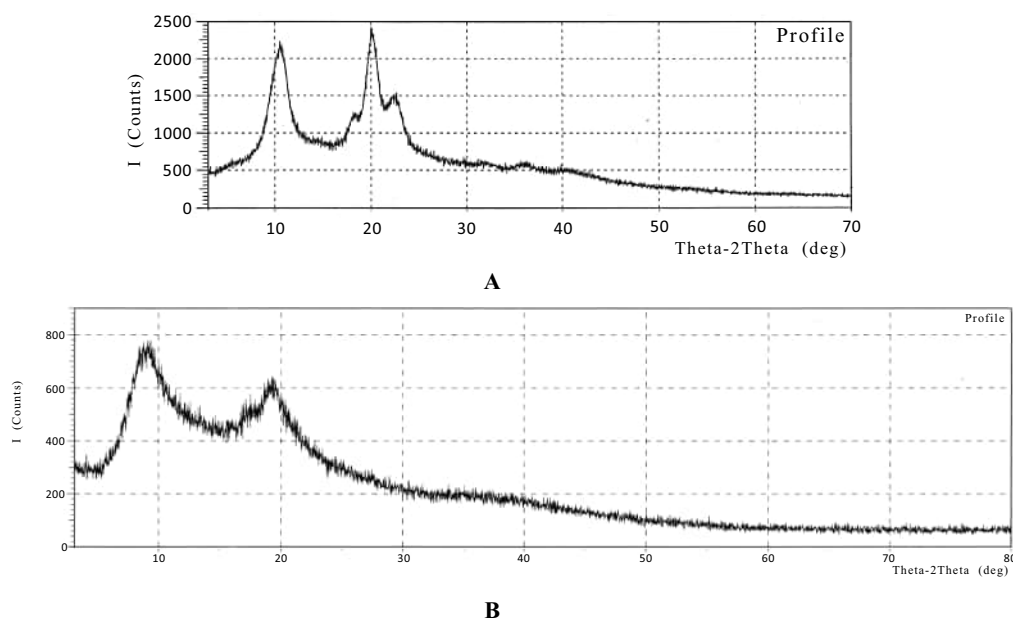 2500
Profile
2000
1500
1000
500
0
I (Counts)
10 20 30 40 50 60 70
Theta-2Theta (deg)
A
800
Profile
600
400
200
0
I (Counts)
10 20 30 40 50 60 70 80
Theta-2Theta (deg)
B